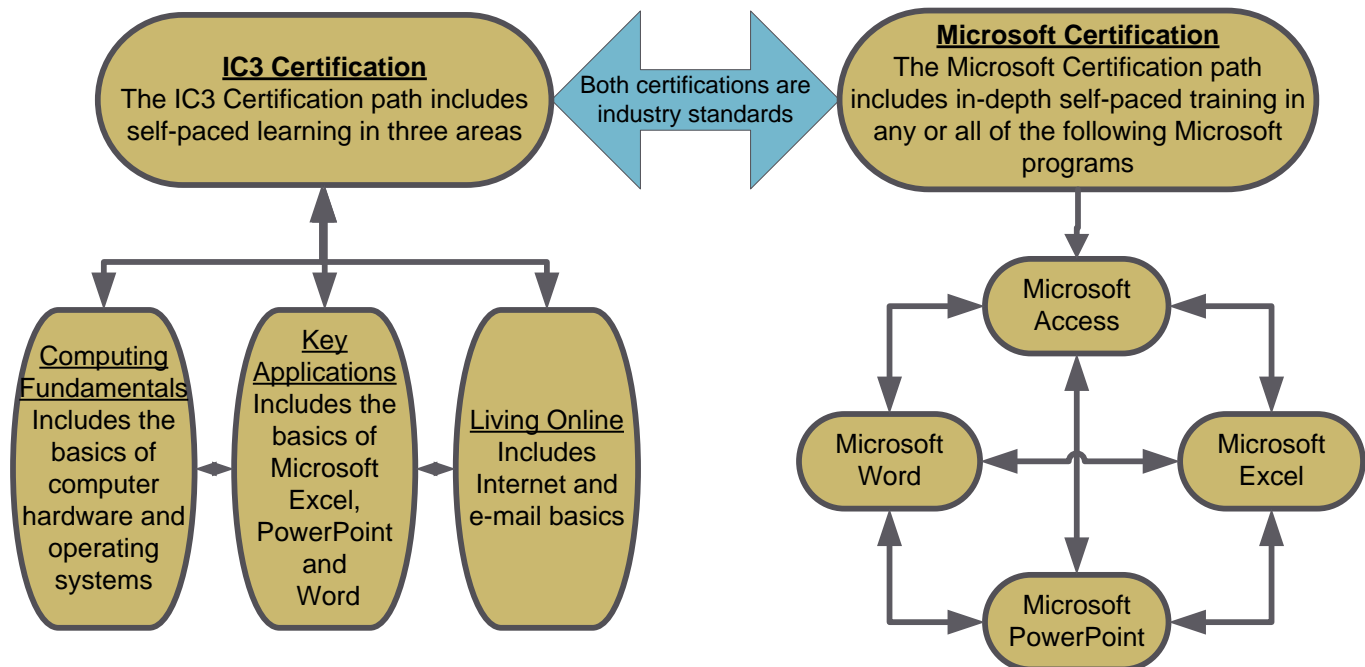 IC3 Certification
The IC3 Certification path includes
self-paced learning in three areas
Both certifications are
industry standards
Microsoft Certification
The Microsoft Certification path
includes in-depth self-paced training in
any or all of the following Microsoft
programs
Computing
Fundamentals
Includes the
basics of
computer
hardware and
operating
systems
Key
Applications
Includes the
basics of
Microsoft
Excel,
PowerPoint
and
Word
Living Online
Includes
Internet and
e-mail basics
Microsoft
Access
Microsoft
Word
Microsoft
Excel
Microsoft
PowerPoint